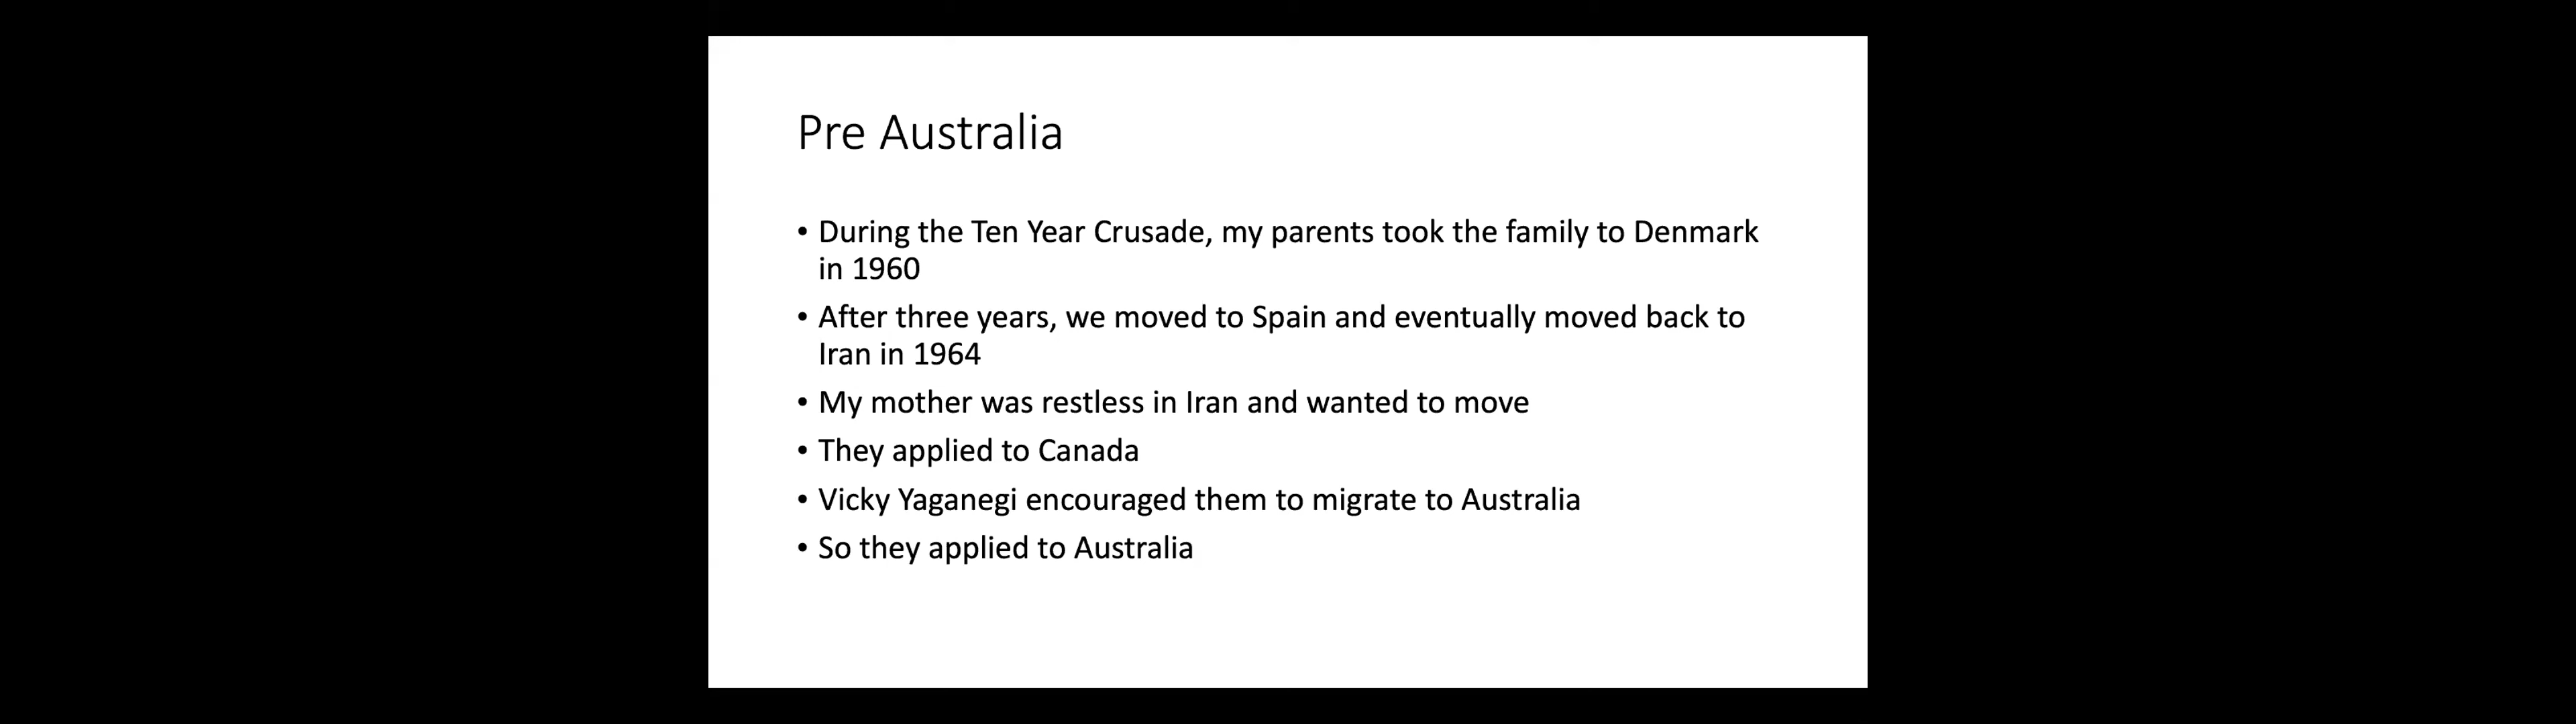 Pre Australia
• During the Ten Year Crusade, my parents took the family to Denmark
in 1960
• After three years, we moved to Spain and eventually moved back to
Iran in 1964
• My mother was restless in Iran and wanted to move
• They applied to Canada
• Vicky Yaganegi encouraged them to migrate to Australia
• So they applied to Australia